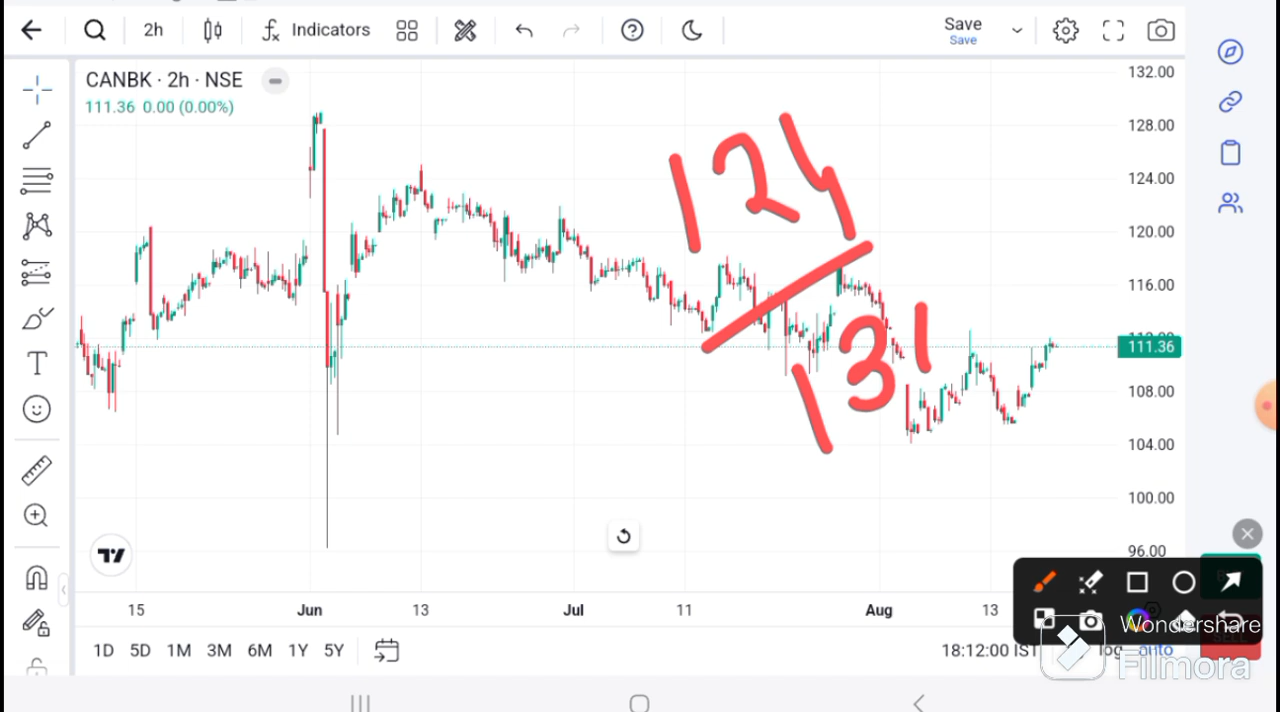 2h
Indicators
Save
Save
CANBK · 2h · NSE
111.36 0.00 (0.00%)
132.00
128.00
124.00
120.00
116.00
111.36
108.00
104.00
100.00
96.00
124
131
15 Jun 13 Jul 11 Aug 13
1D 5D 1M 3M 6M 1Y 5Y
18:12:00 IST
log auto
Wondershare
Filmora